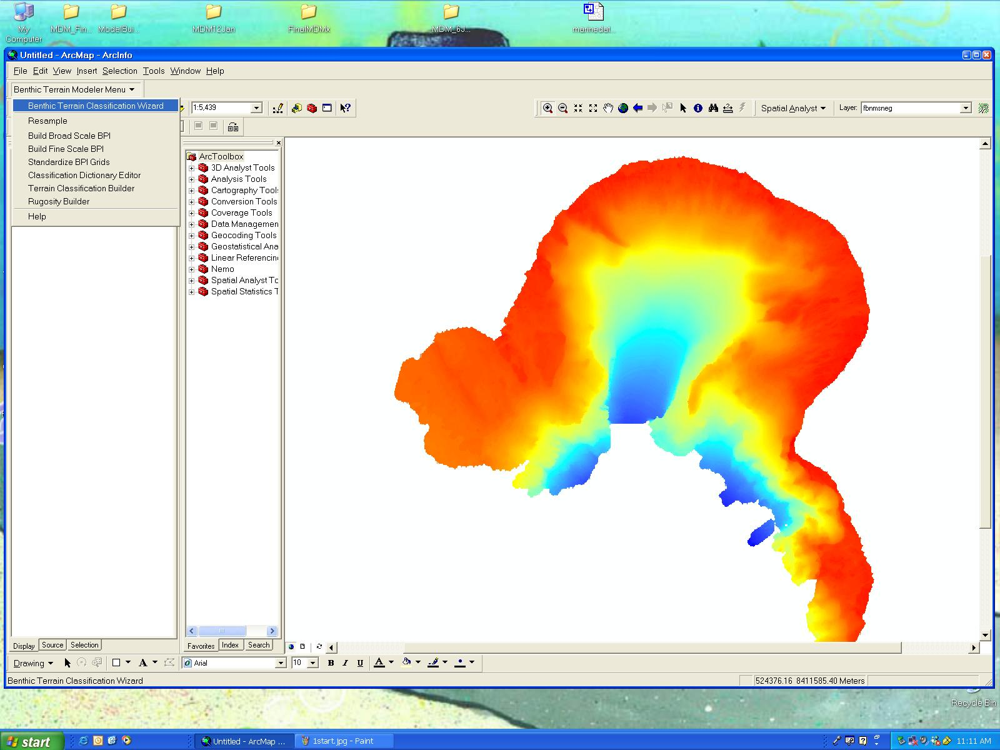 My Computer
MDM_Fin...
ModelBui...
MDM12Jan
FinalMDMx
MDM_6J...
marinedat...
Untitled - ArcMap - ArcInfo
File Edit View Insert Selection Tools Window Help
Benthic Terrain Modeler Menu
1:5,439
Spatial Analyst
Layer: fbnmsneg
Benthic Terrain Classification Wizard
Resample
Build Broad Scale BPI
Build Fine Scale BPI
Standardize BPI Grids
Classification Dictionary Editor
Terrain Classification Builder
Rugosity Builder
Help
ArcToolbox
3D Analyst Tools
Analysis Tools
Cartography Tools
Conversion Tools
Coverage Tools
Data Managemen
Geocoding Tools
Geostatistical Ana
Linear Referencin
Nemo
Spatial Analyst To
Spatial Statistics T
Display Source Selection
Favorites Index Search
Drawing A Arial 10 B I U A
Benthic Terrain Classification Wizard
524376.16 8411585.40 Meters
Recycle Bin
start
Untitled - ArcMap ...
1start.jpg - Paint
11:11 AM